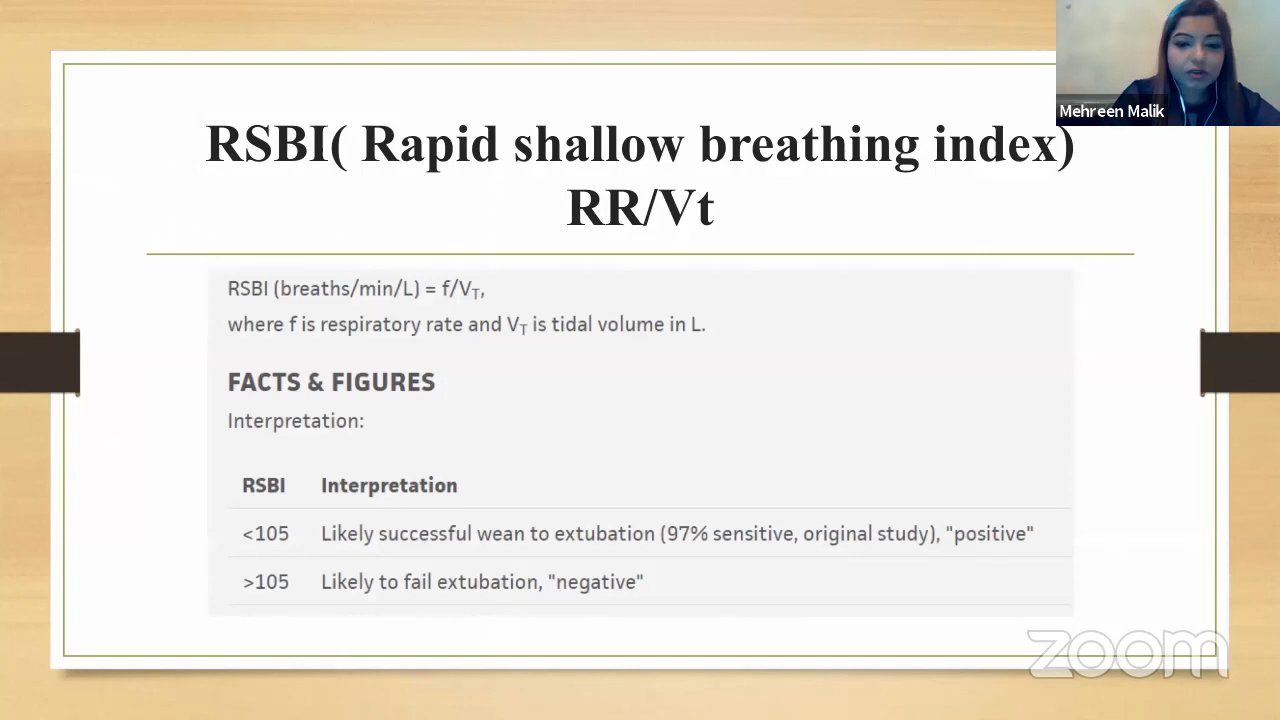 Mehreen Malik
RSBI( Rapid shallow breathing index)
RR/Vt
RSBI (breaths/min/L) = f/VT,
where f is respiratory rate and VT is tidal volume in L.
FACTS & FIGURES
Interpretation:
RSBI Interpretation
<105 Likely successful wean to extubation (97% sensitive, original study), "positive"
>105 Likely to fail extubation, "negative"
zoom